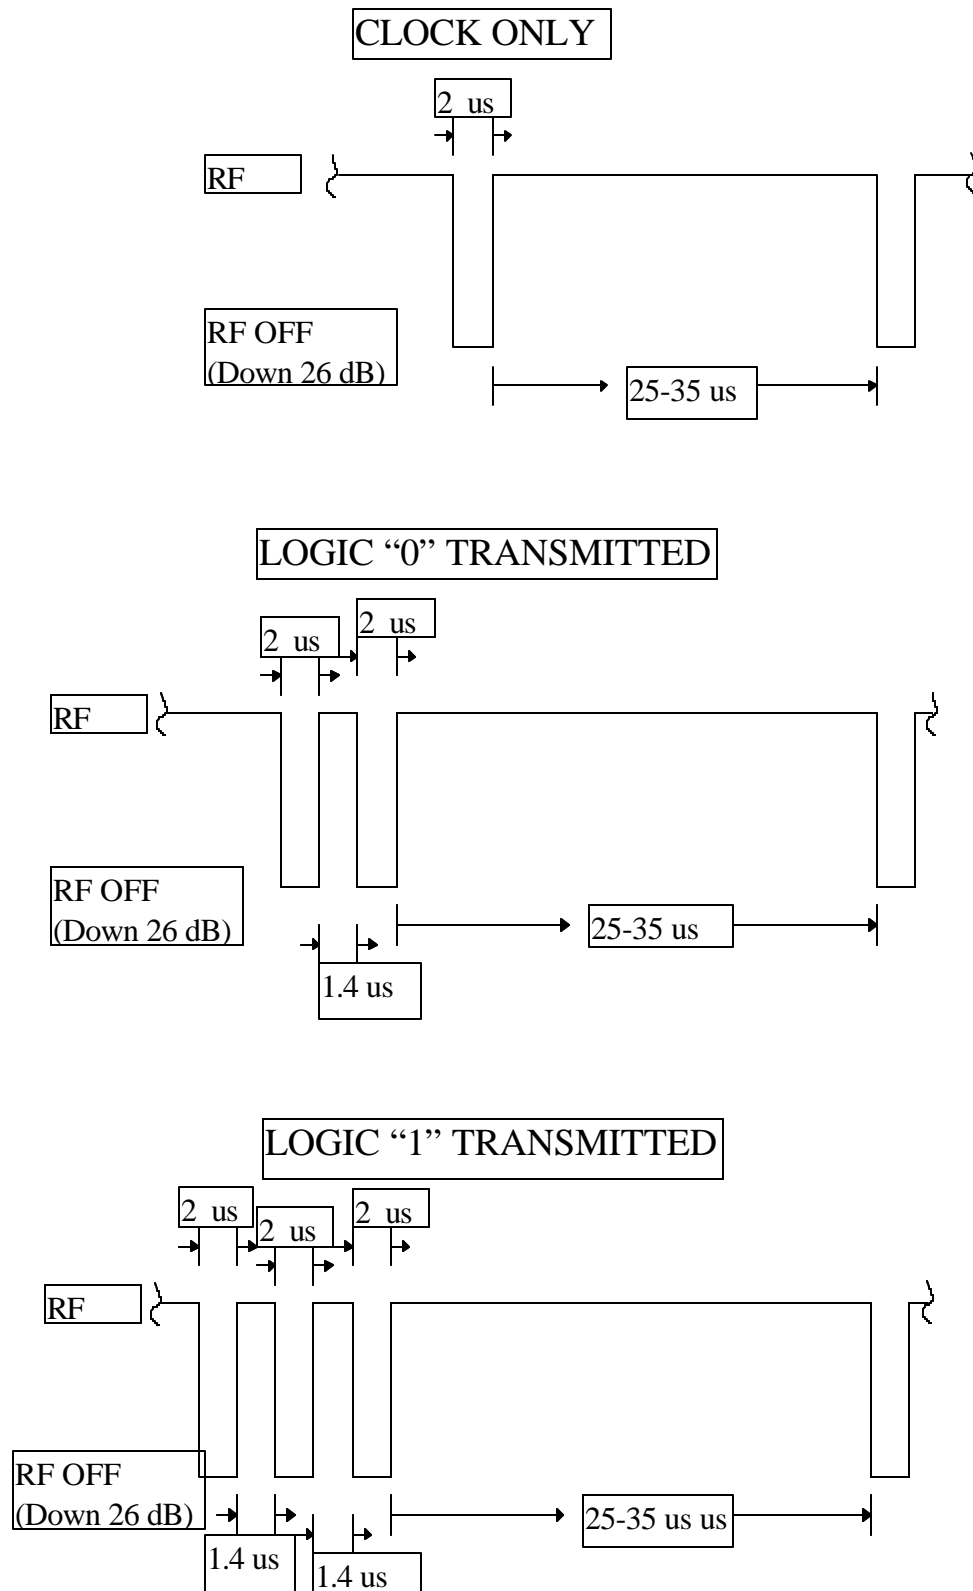 CLOCK ONLY
2 us
RF
RF OFF
(Down 26 dB)
25-35 us
LOGIC “0” TRANSMITTED
2 us
2 us
RF
RF OFF
(Down 26 dB)
25-35 us
1.4 us
LOGIC “1” TRANSMITTED
2 us
2 us
2 us
RF
RF OFF
(Down 26 dB)
25-35 us us
1.4 us
1.4 us